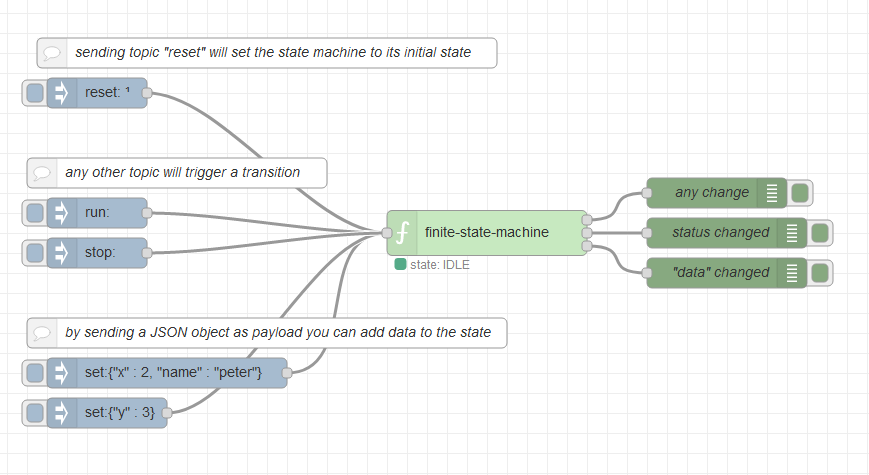 sending topic "reset" will set the state machine to its initial state
reset: ¹
any other topic will trigger a transition
run:
stop:
finite-state-machine
state: IDLE
any change
status changed
"data" changed
by sending a JSON object as payload you can add data to the state
set:{"x" : 2, "name" : "peter"}
set:{"y" : 3}